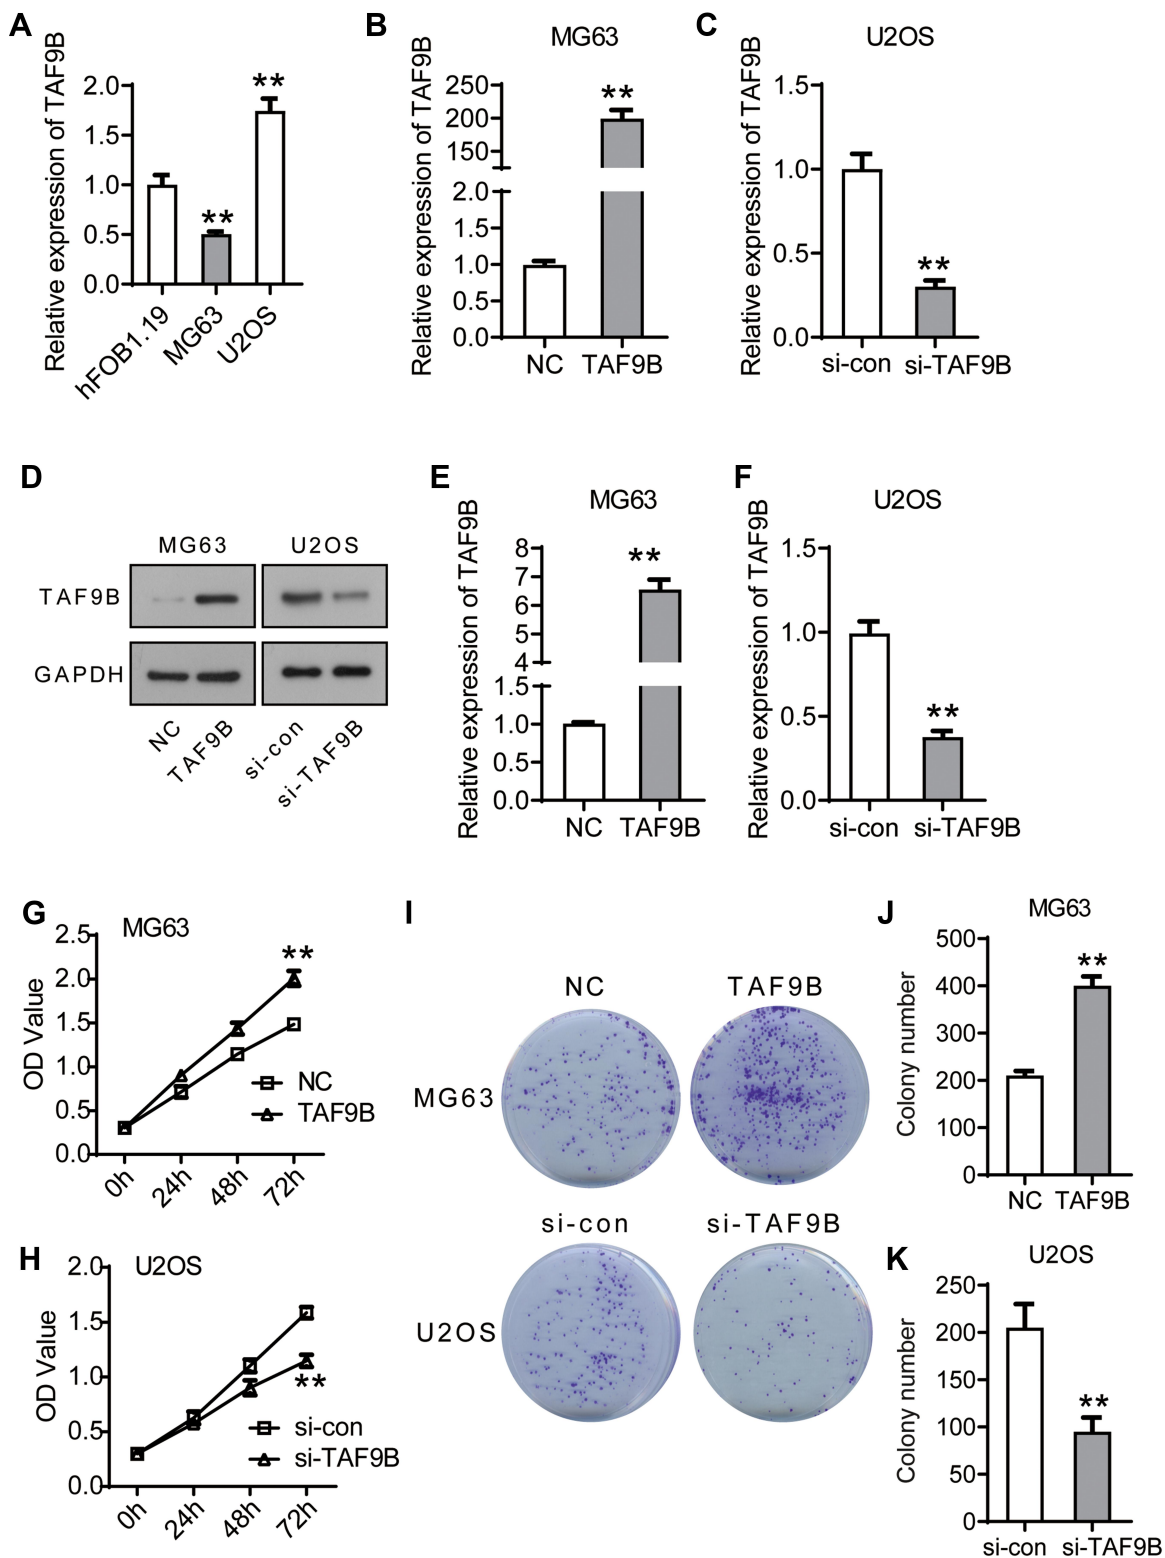 A
Relative expression of TAF9B
2.0
1.5
1.0
0.5
0.0
**
**
hFOB1.19
MG63
U2OS
B
MG63
Relative expression of TAF9B
250
200
150
2.0
1.5
1.0
0.5
0.0
**
NC
TAF9B
C
U2OS
Relative expression of TAF9B
1.5
1.0
0.5
0.0
**
si-con
si-TAF9B
D
MG63
U2OS
TAF9B
GAPDH
NC
TAF9B
si-con
si-TAF9B
E
MG63
Relative expression of TAF9B
8
7
6
5
4
1.5
1.0
0.5
0.0
**
NC
TAF9B
F
U2OS
Relative expression of TAF9B
1.5
1.0
0.5
0.0
**
si-con
si-TAF9B
G
MG63
OD Value
2.5
2.0
1.5
1.0
0.5
0.0
**
NC
TAF9B
0h
24h
48h
72h
H
U2OS
OD Value
2.0
1.5
1.0
0.5
0.0
**
si-con
si-TAF9B
0h
24h
48h
72h
I
NC
TAF9B
MG63
si-con
si-TAF9B
U2OS
J
MG63
Colony number
500
400
300
200
100
0
**
NC
TAF9B
K
U2OS
Colony number
250
200
150
100
50
0
**
si-con
si-TAF9B